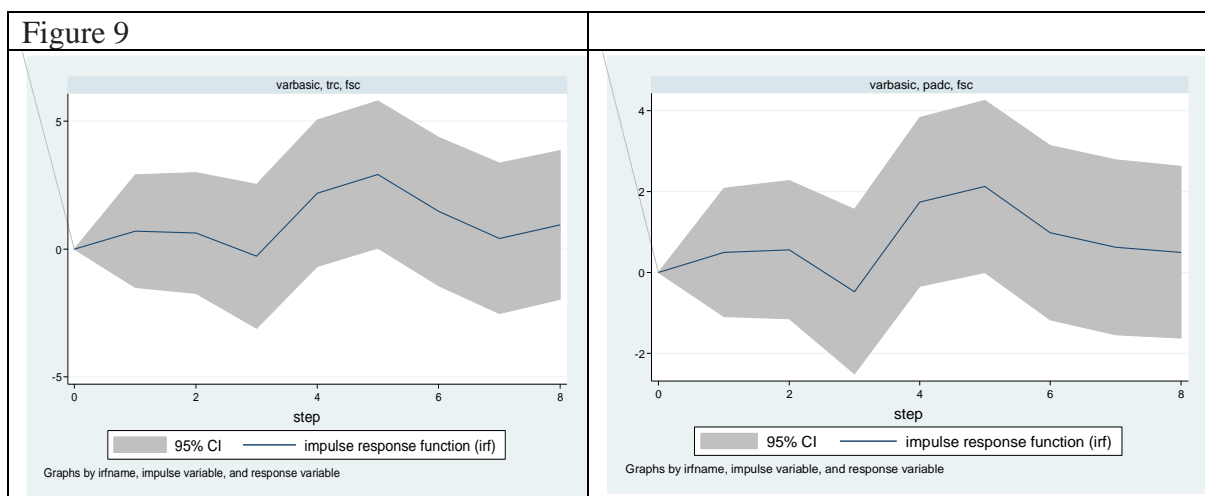 Figure 9
varbasic, trc, fsc
5
0
-5
0 2 4 6 8
step
95% CI impulse response function (irf)
Graphs by irfname, impulse variable, and response variable
varbasic, padc, fsc
4
2
0
-2
0 2 4 6 8
step
95% CI impulse response function (irf)
Graphs by irfname, impulse variable, and response variable